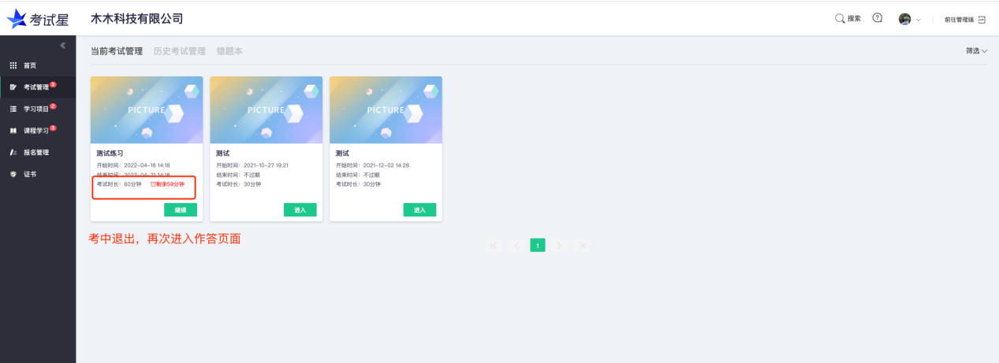 考试星
木木科技有限公司
搜索
前往管理端
首页
考试管理 3
学习项目 2
课程学习 3
报名管理
证书
当前考试管理 历史考试管理 错题本
筛选
PICTURE
测试练习
开始时间：2022-04-18 14:18
结束时间：2022-04-21 14:18
考试时长：60分钟 剩余59分钟
继续
PICTURE
测试
开始时间：2021-10-27 19:21
结束时间：不过期
考试时长：30分钟
进入
PICTURE
测试
开始时间：2021-12-02 14:28
结束时间：不过期
考试时长：30分钟
进入
考中退出，再次进入作答页面
1